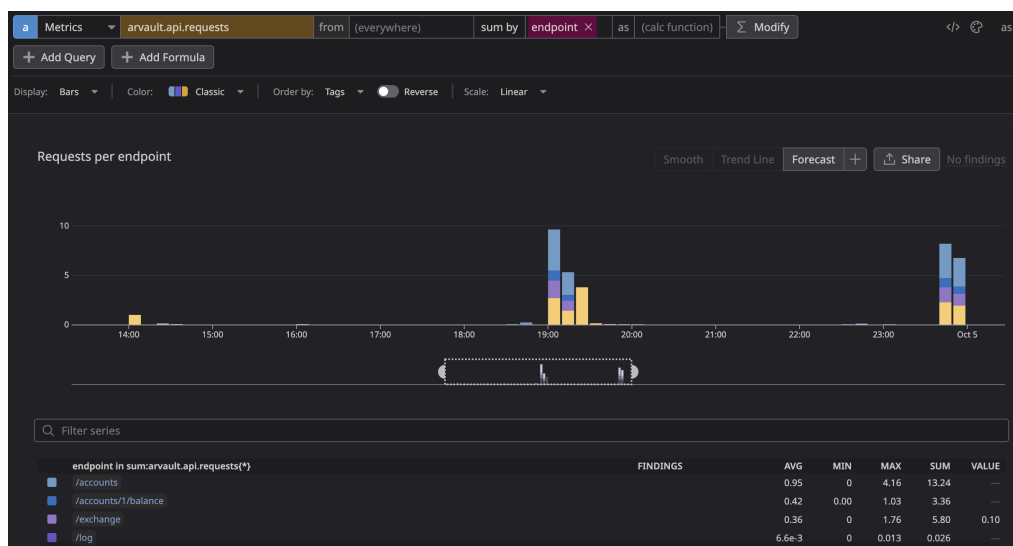 a Metrics arvault.api.requests from (everywhere) sum by endpoint × as (calc function) Σ Modify </> as
+ Add Query + Add Formula
Display: Bars Color: Classic Order by: Tags Reverse Scale: Linear
Requests per endpoint Smooth Trend Line Forecast + Share No findings
10
5
0
14:00 15:00 16:00 17:00 18:00 19:00 20:00 21:00 22:00 23:00 Oct 5
Filter series
endpoint in sum:arvault.api.requests{*} FINDINGS AVG MIN MAX SUM VALUE
/accounts 0.95 0 4.16 13.24 —
/accounts/1/balance 0.42 0.00 1.03 3.36 —
/exchange 0.36 0 1.76 5.80 0.10
/log 6.6e-3 0 0.013 0.026 —